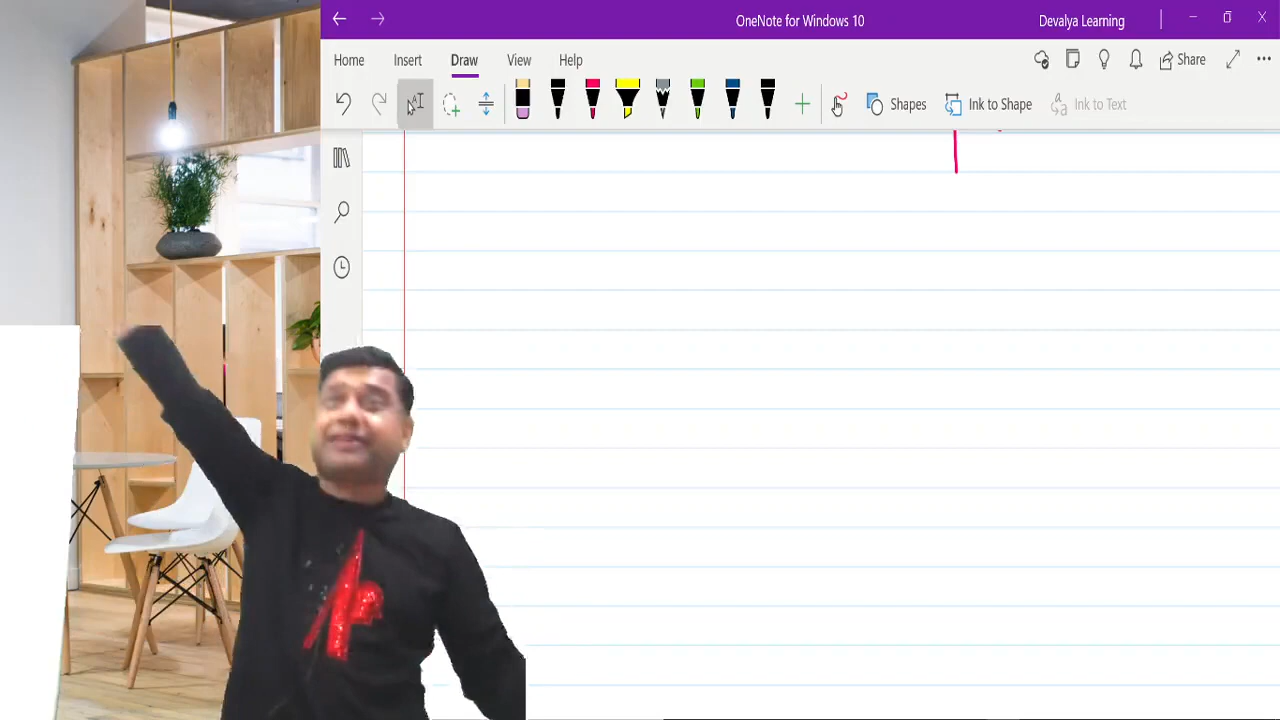 OneNote for Windows 10
Devalya Learning
Home
Insert
Draw
View
Help
Share
Shapes
Ink to Shape
Ink to Text